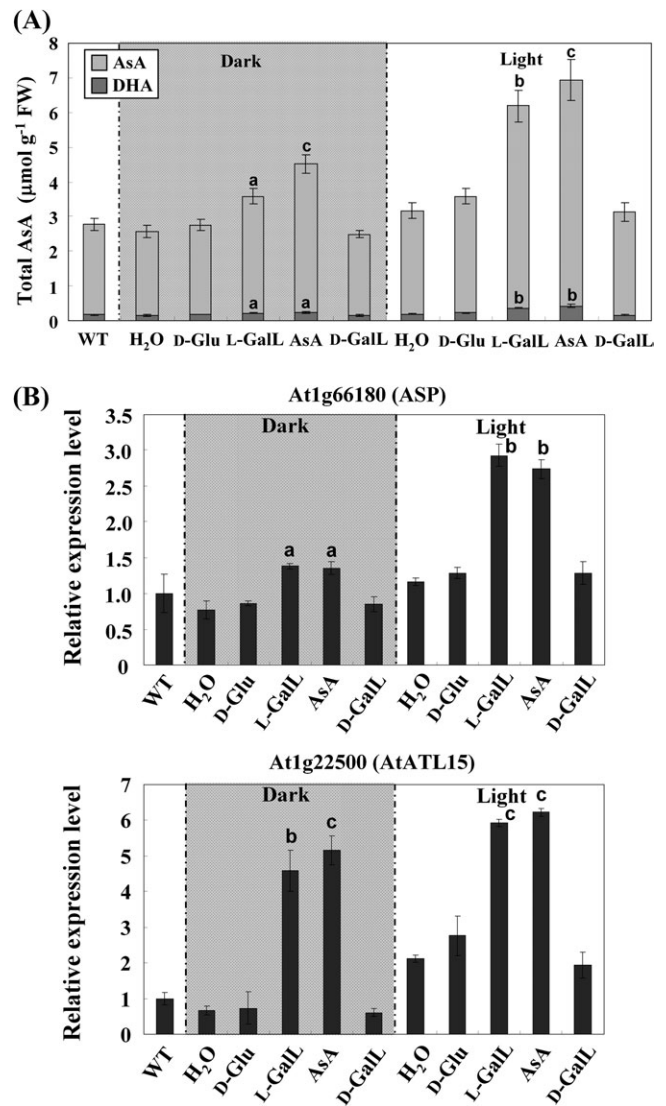 (A)
8
7
6
5
4
3
2
1
0
Total AsA (μmol g⁻¹ FW)
AsA
DHA
Dark
Light
a
c
b
c
a
a
b
b
WT
H₂O
D-Glu
L-GalL
AsA
D-GalL
H₂O
D-Glu
L-GalL
AsA
D-GalL
(B)
At1g66180 (ASP)
3.5
3.0
2.5
2.0
1.5
1.0
0.5
0
Relative expression level
Dark
Light
a
a
b
b
WT
H₂O
D-Glu
L-GalL
AsA
D-GalL
H₂O
D-Glu
L-GalL
AsA
D-GalL
At1g22500 (AtATL15)
7
6
5
4
3
2
1
0
Relative expression level
Dark
Light
b
c
c
c
WT
H₂O
D-Glu
L-GalL
AsA
D-GalL
H₂O
D-Glu
L-GalL
AsA
D-GalL